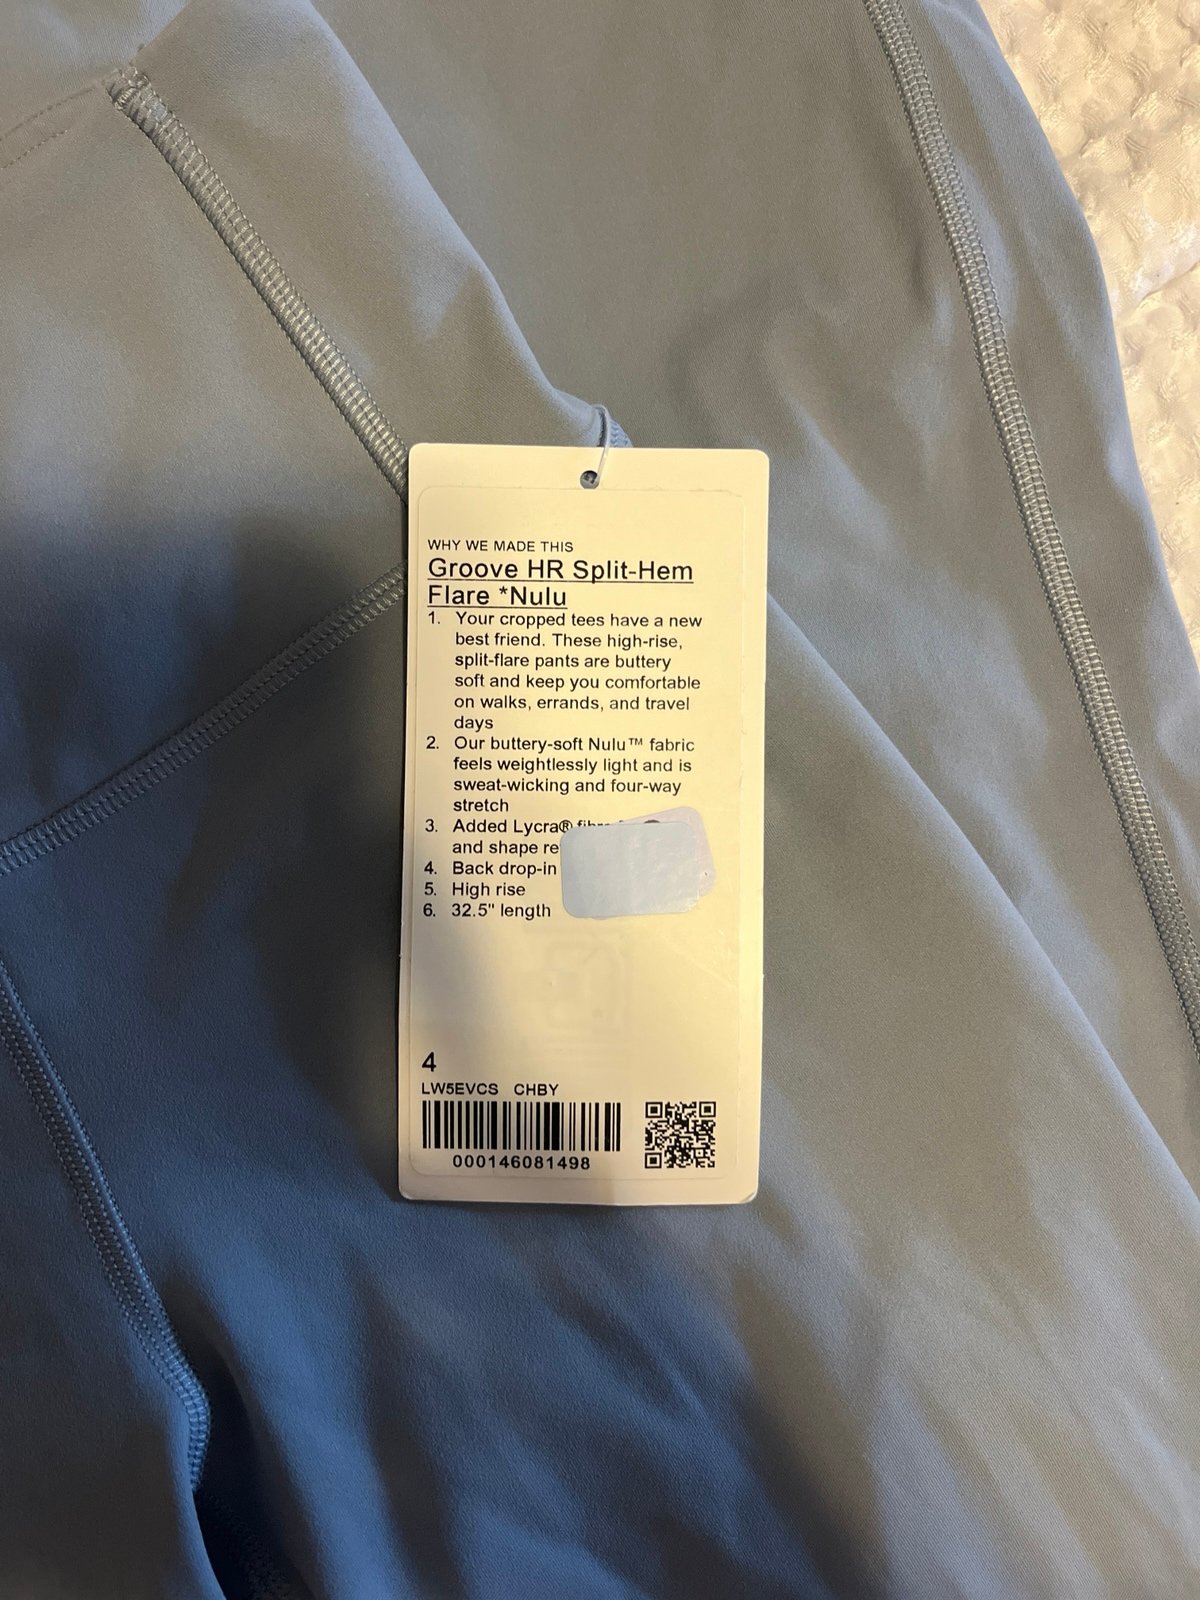 WHY WE MADE THIS
Groove HR Split-Hem
Flare *Nulu
1. Your cropped tees have a new
best friend. These high-rise,
split-flare pants are buttery
soft and keep you comfortable
on walks, errands, and travel
days
2. Our buttery-soft Nulu™ fabric
feels weightlessly light and is
sweat-wicking and four-way
stretch
3. Added Lycra®
and shape
4. Back drop-in
5. High rise
6. 32.5" length
4
LW5EVCS CHBY
000146081498